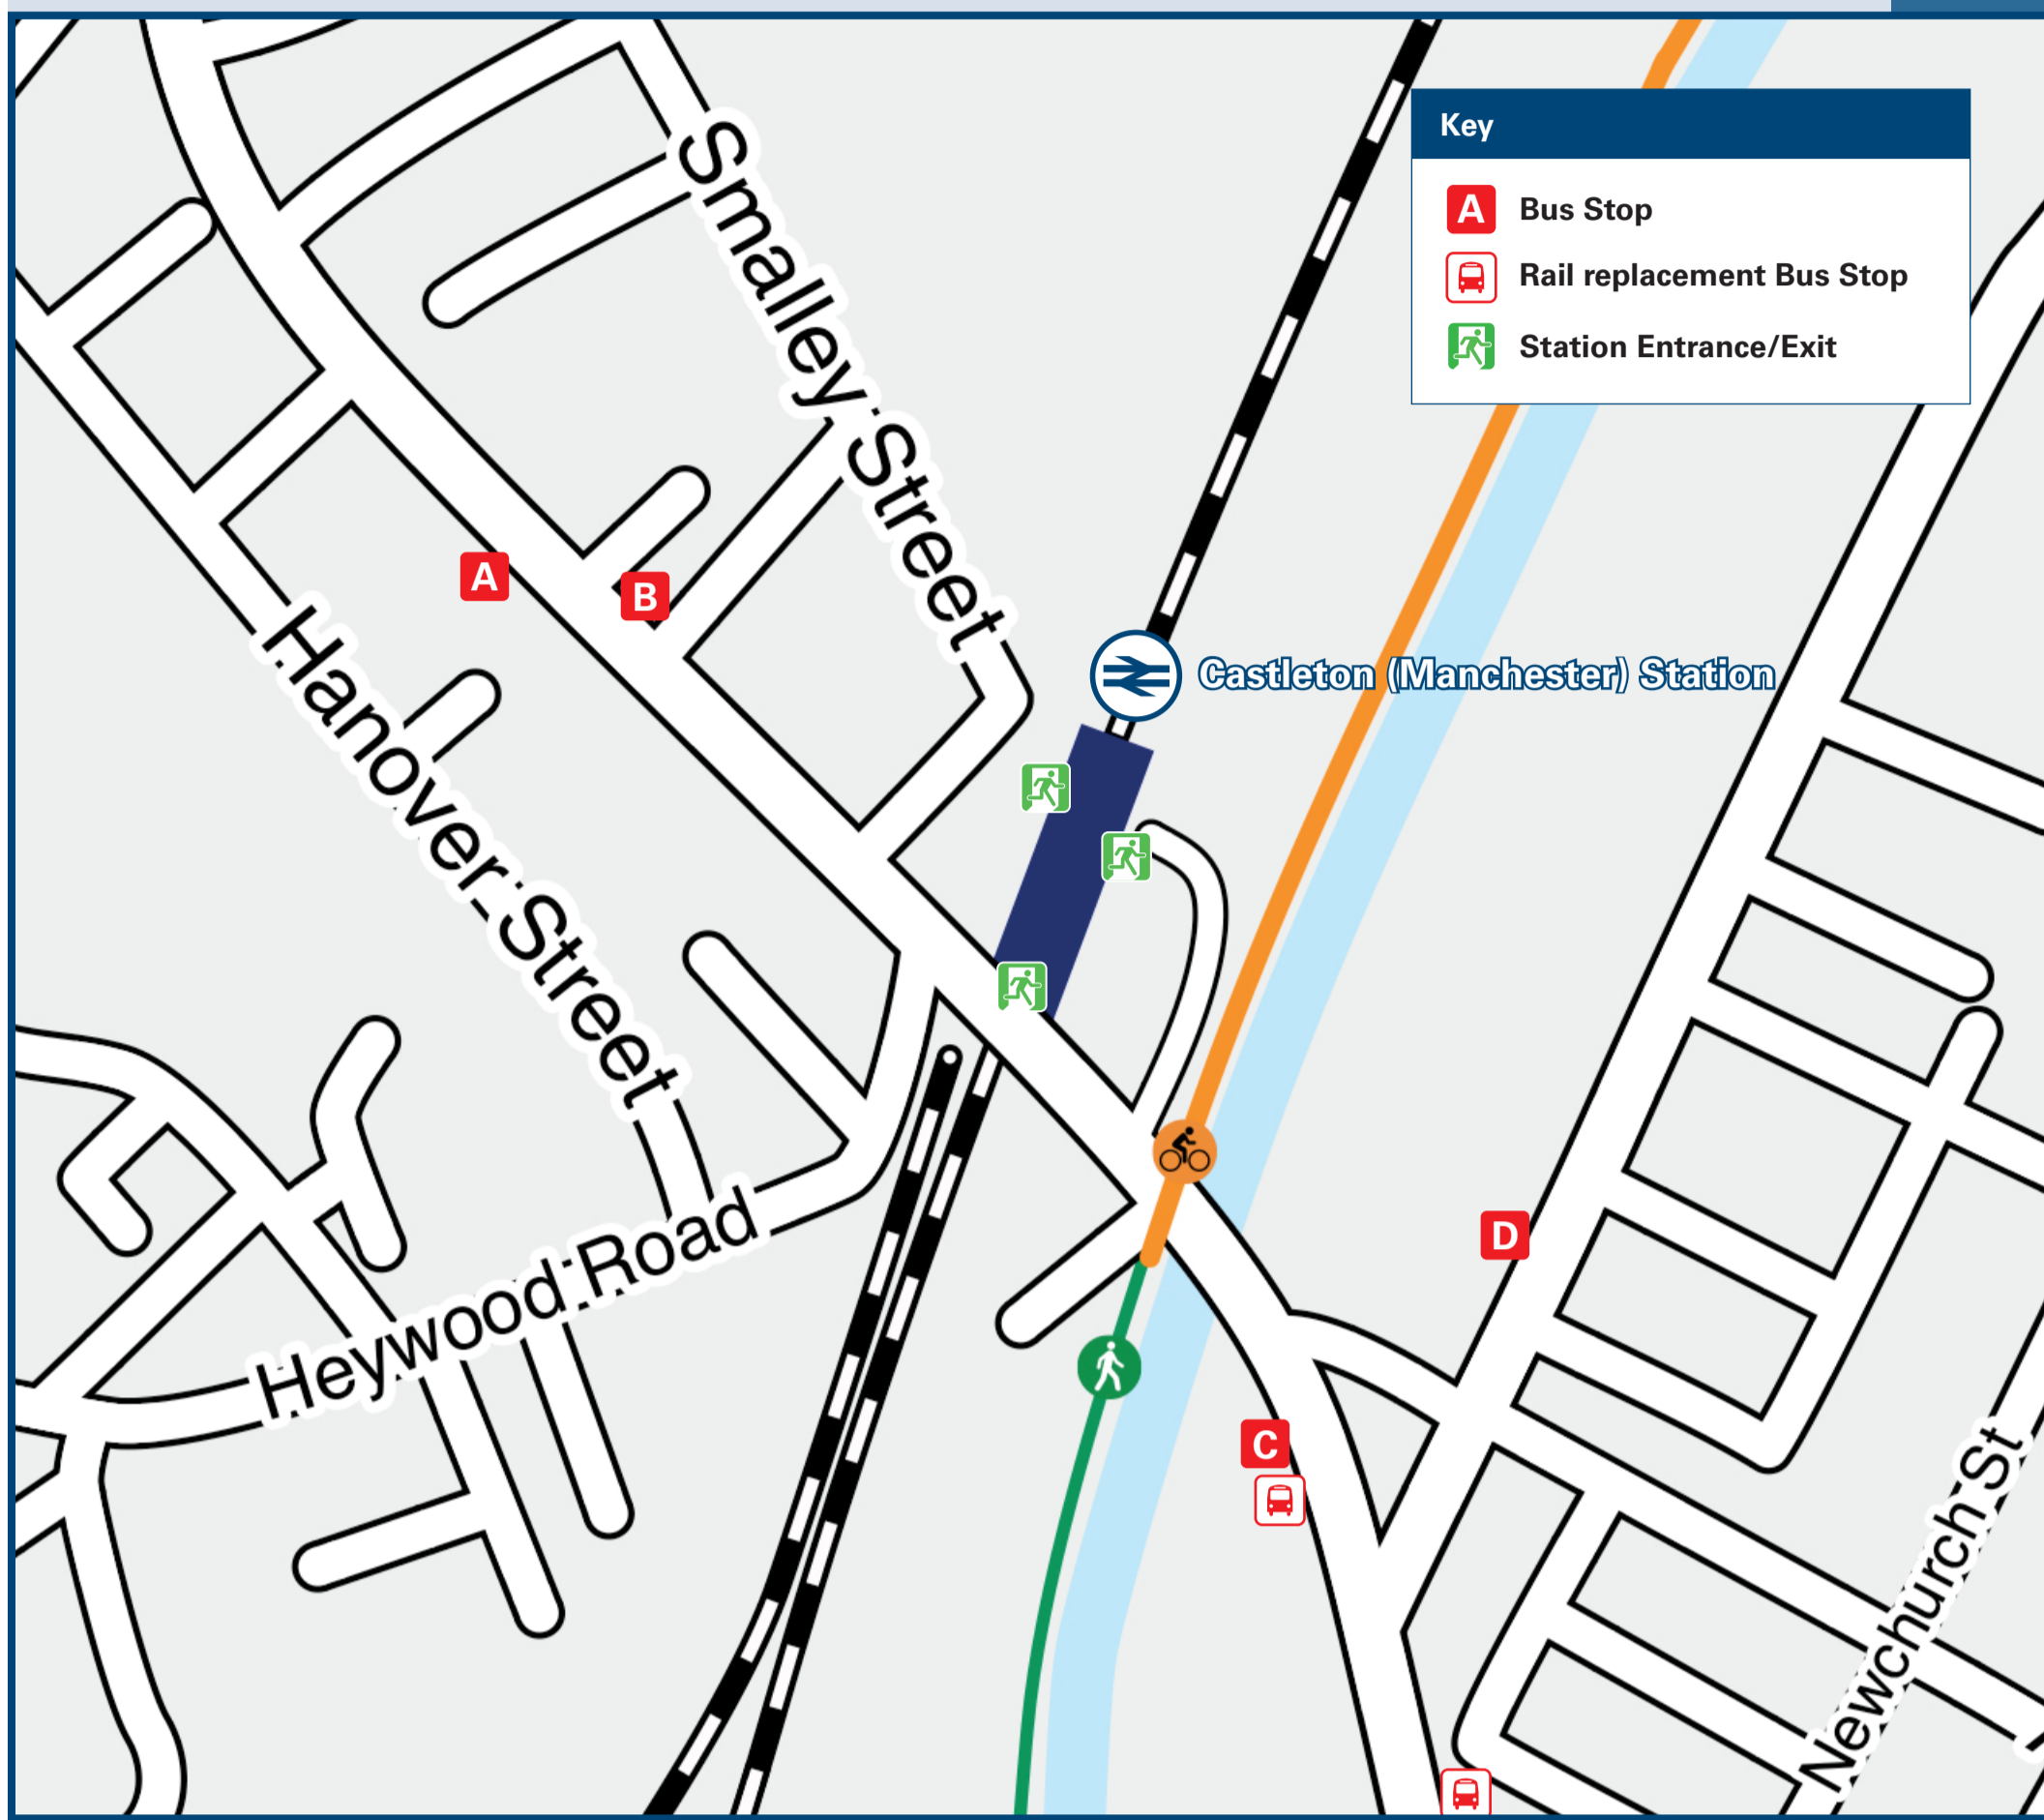 Key
A Bus Stop
Rail replacement Bus Stop
Station Entrance/Exit
Smalley Street
A
B
Hanover Street
Castleton (Manchester) Station
D
Heywood Road
C
Newchurch St